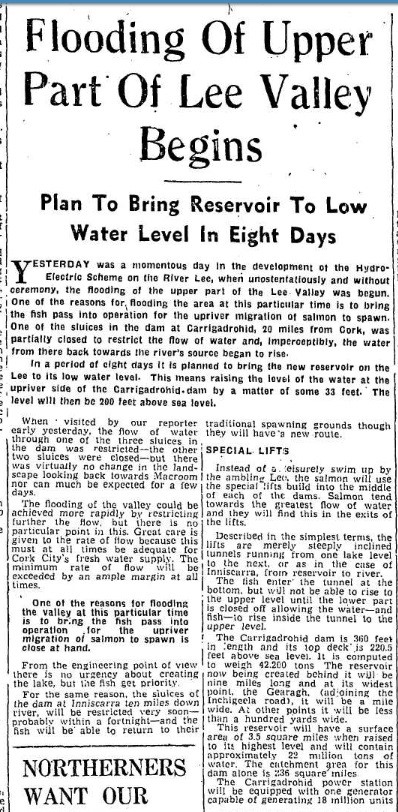 Flooding Of Upper
Part Of Lee Valley
Begins
Plan To Bring Reservoir To Low
Water Level In Eight Days
YESTERDAY was a momentous day in the development of the Hydro-
Electric Scheme on the River Lee, when unostentatiously and without
ceremony, the flooding of the upper part of the Lee Valley was begun.
One of the reasons for flooding the area at this particular time is to bring
the fish pass into operation for the upriver migration of salmon to spawn.
One of the sluices in the dam at Carrigadrohid, 20 miles from Cork, was
partially closed to restrict the flow of water and, imperceptibly, the water
from there back towards the river's source began to rise.
In a period of eight days it is planned to bring the new reservoir on the
Lee to its low water level. This means raising the level of the water at the
upriver side of the Carrigadrohid dam by a matter of some 33 feet. The
level will then be 200 feet above sea level.
When visited by our reporter
early yesterday, the flow of water
through one of the three sluices in
the dam was restricted—the other
two sluices were closed—but there
was virtually no change in the land-
scape looking back towards Macroom
nor can much be expected for a few
days.
The flooding of the valley could be
achieved more rapidly by restricting
further the flow, but there is no
particular point in this. Great care is
given to the rate of flow because this
must at all times be adequate for
Cork City's fresh water supply. The
minimum rate of flow will be
exceeded by an ample margin at all
times.
One of the reasons for flooding
the valley at this particular time
is to bring the fish pass into
operation for the upriver
migration of salmon to spawn is
close at hand.
From the engineering point of view
there is no urgency about creating
the lake, but the fish get priority.
For the same reason, the sluices of
the dam at Inniscarra ten miles down
river, will be restricted very soon—
probably within a fortnight—and the
fish will be able to return to their
NORTHERNERS
WANT OUR
traditional spawning grounds though
they will have a new route.
SPECIAL LIFTS
Instead of a leisurely swim up by
the ambling Lee, the salmon will use
the special lifts build into the middle
of each of the dams. Salmon tend
towards the greatest flow of water
and they will find this in the exits of
the lifts.
Described in the simplest terms, the
lifts are merely steeply inclined
tunnels running from one lake level
to the next, or as in the case of
Inniscarra, from reservoir to river.
The fish enter the tunnel at the
bottom, but will not be able to rise to
the upper level until the lower part
is closed off allowing the water—and
fish—to rise inside the tunnel to the
upper level.
The Carrigadrohid dam is 360 feet
in length and its top deck is 220.5
feet above sea level. It is computed
to weigh 42,200 tons The reservoir
now being created behind it will be
nine miles long and at its widest
point, the Gearagh, (adjoining the
Inchigeela road), it will be a mile
wide. At other points it will be less
than a hundred yards wide.
This reservoir will have a surface
area of 3.5 square miles when raised
to its highest level and will contain
approximately 22 million tons of
water. The catchment area for this
dam alone is 236 square miles.
The Carrigadrohid power station
will be equipped with one generator
capable of generating 18 million units